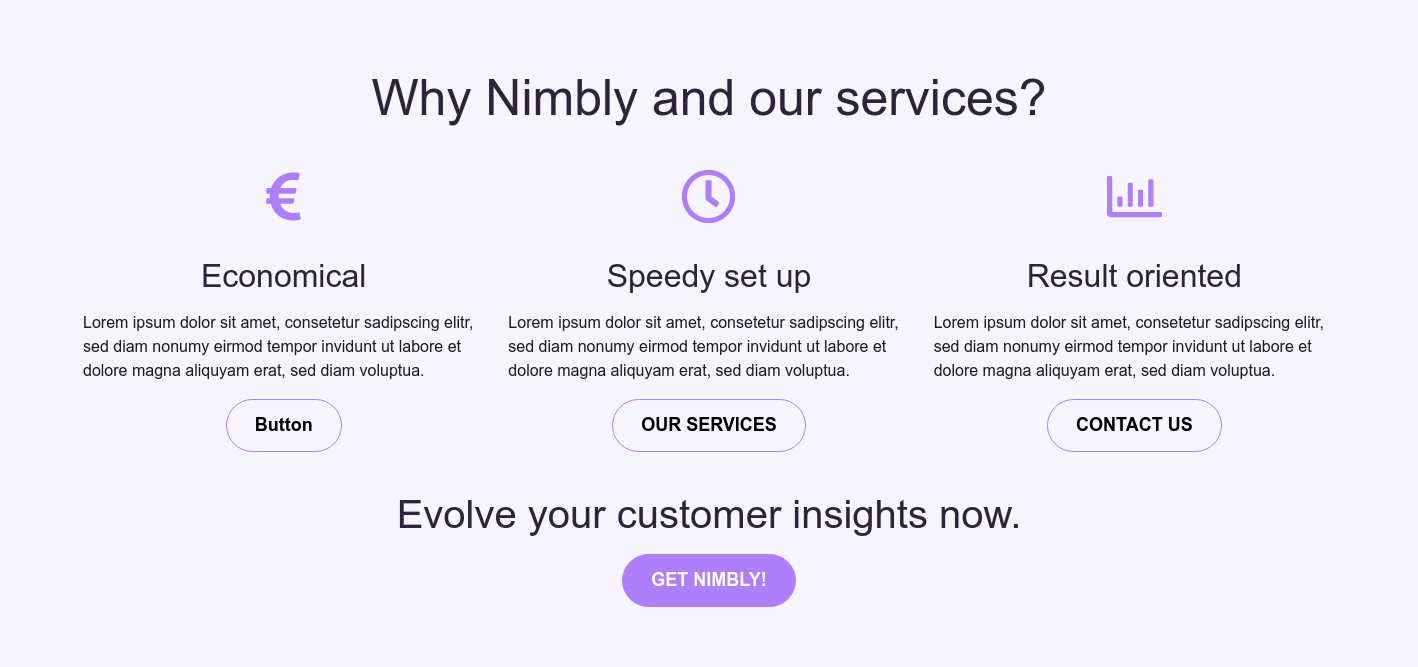 Why Nimbly and our services?
Economical
Lorem ipsum dolor sit amet, consetetur sadipscing elitr,
sed diam nonumy eirmod tempor invidunt ut labore et
dolore magna aliquyam erat, sed diam voluptua.
Button
Speedy set up
Lorem ipsum dolor sit amet, consetetur sadipscing elitr,
sed diam nonumy eirmod tempor invidunt ut labore et
dolore magna aliquyam erat, sed diam voluptua.
OUR SERVICES
Result oriented
Lorem ipsum dolor sit amet, consetetur sadipscing elitr,
sed diam nonumy eirmod tempor invidunt ut labore et
dolore magna aliquyam erat, sed diam voluptua.
CONTACT US
Evolve your customer insights now.
GET NIMBLY!